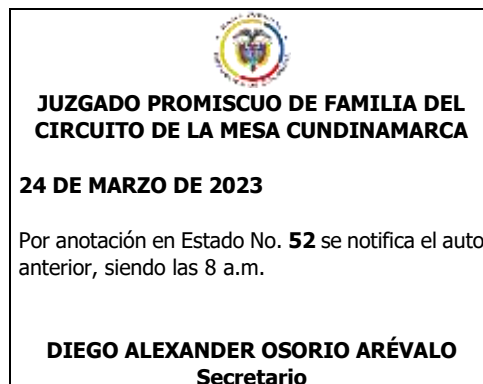 JUZGADO PROMISCUO DE FAMILIA DEL
CIRCUITO DE LA MESA CUNDINAMARCA
24 DE MARZO DE 2023
Por anotación en Estado No. 52 se notifica el auto
anterior, siendo las 8 a.m.
DIEGO ALEXANDER OSORIO ARÉVALO
Secretario